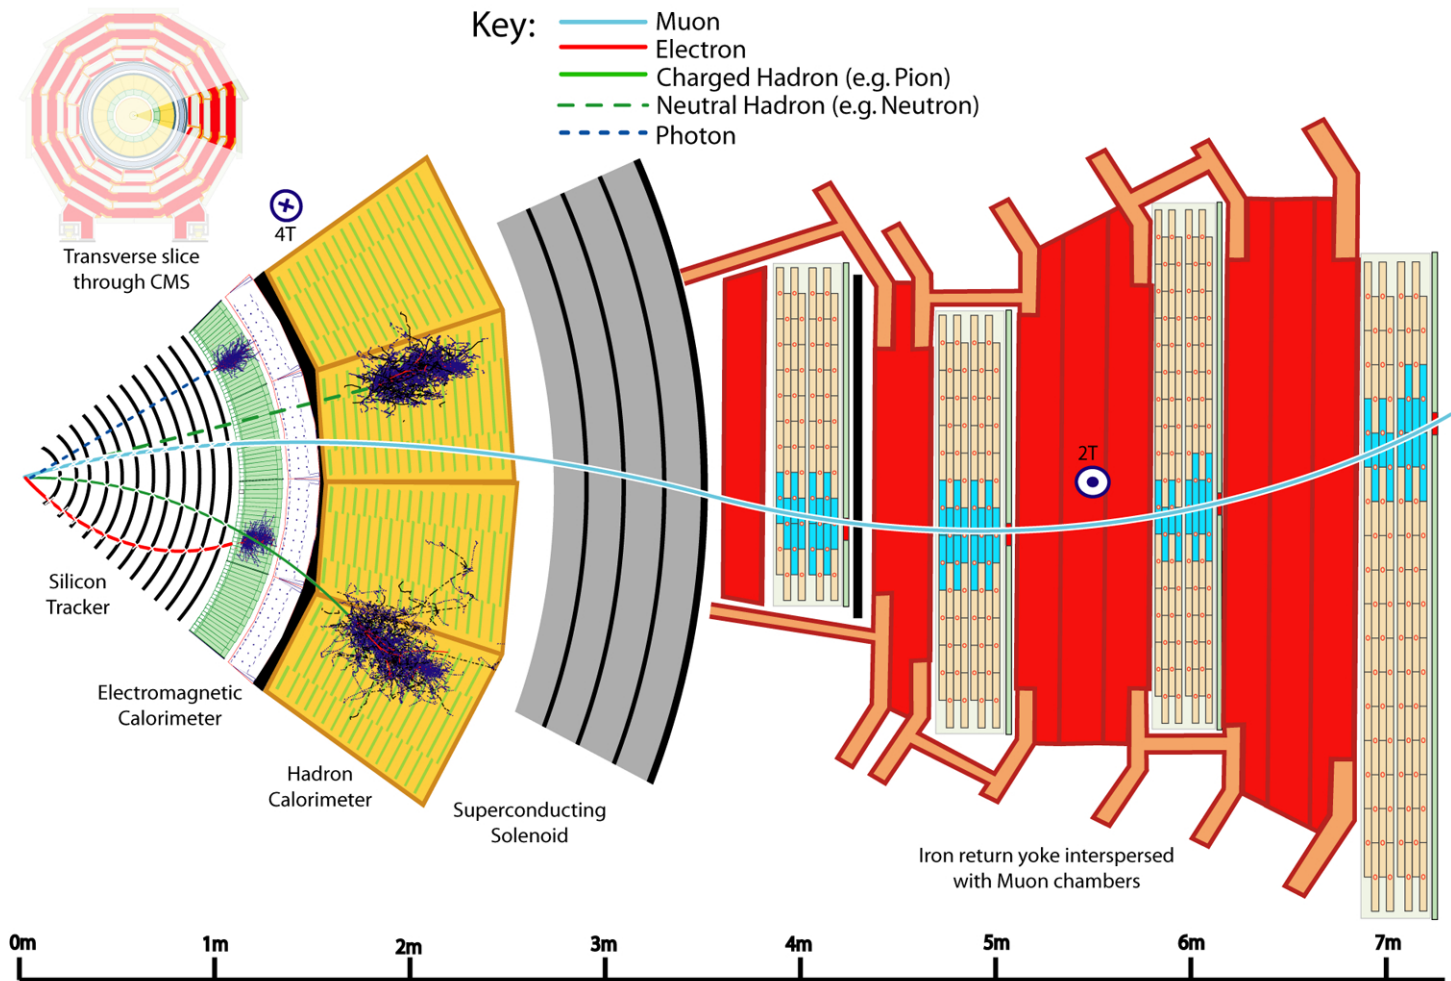 Key:
Muon
Electron
Charged Hadron (e.g. Pion)
Neutral Hadron (e.g. Neutron)
Photon
Transverse slice
through CMS
4T
2T
Silicon
Tracker
Electromagnetic
Calorimeter
Hadron
Calorimeter
Superconducting
Solenoid
Iron return yoke interspersed
with Muon chambers
0m 1m 2m 3m 4m 5m 6m 7m